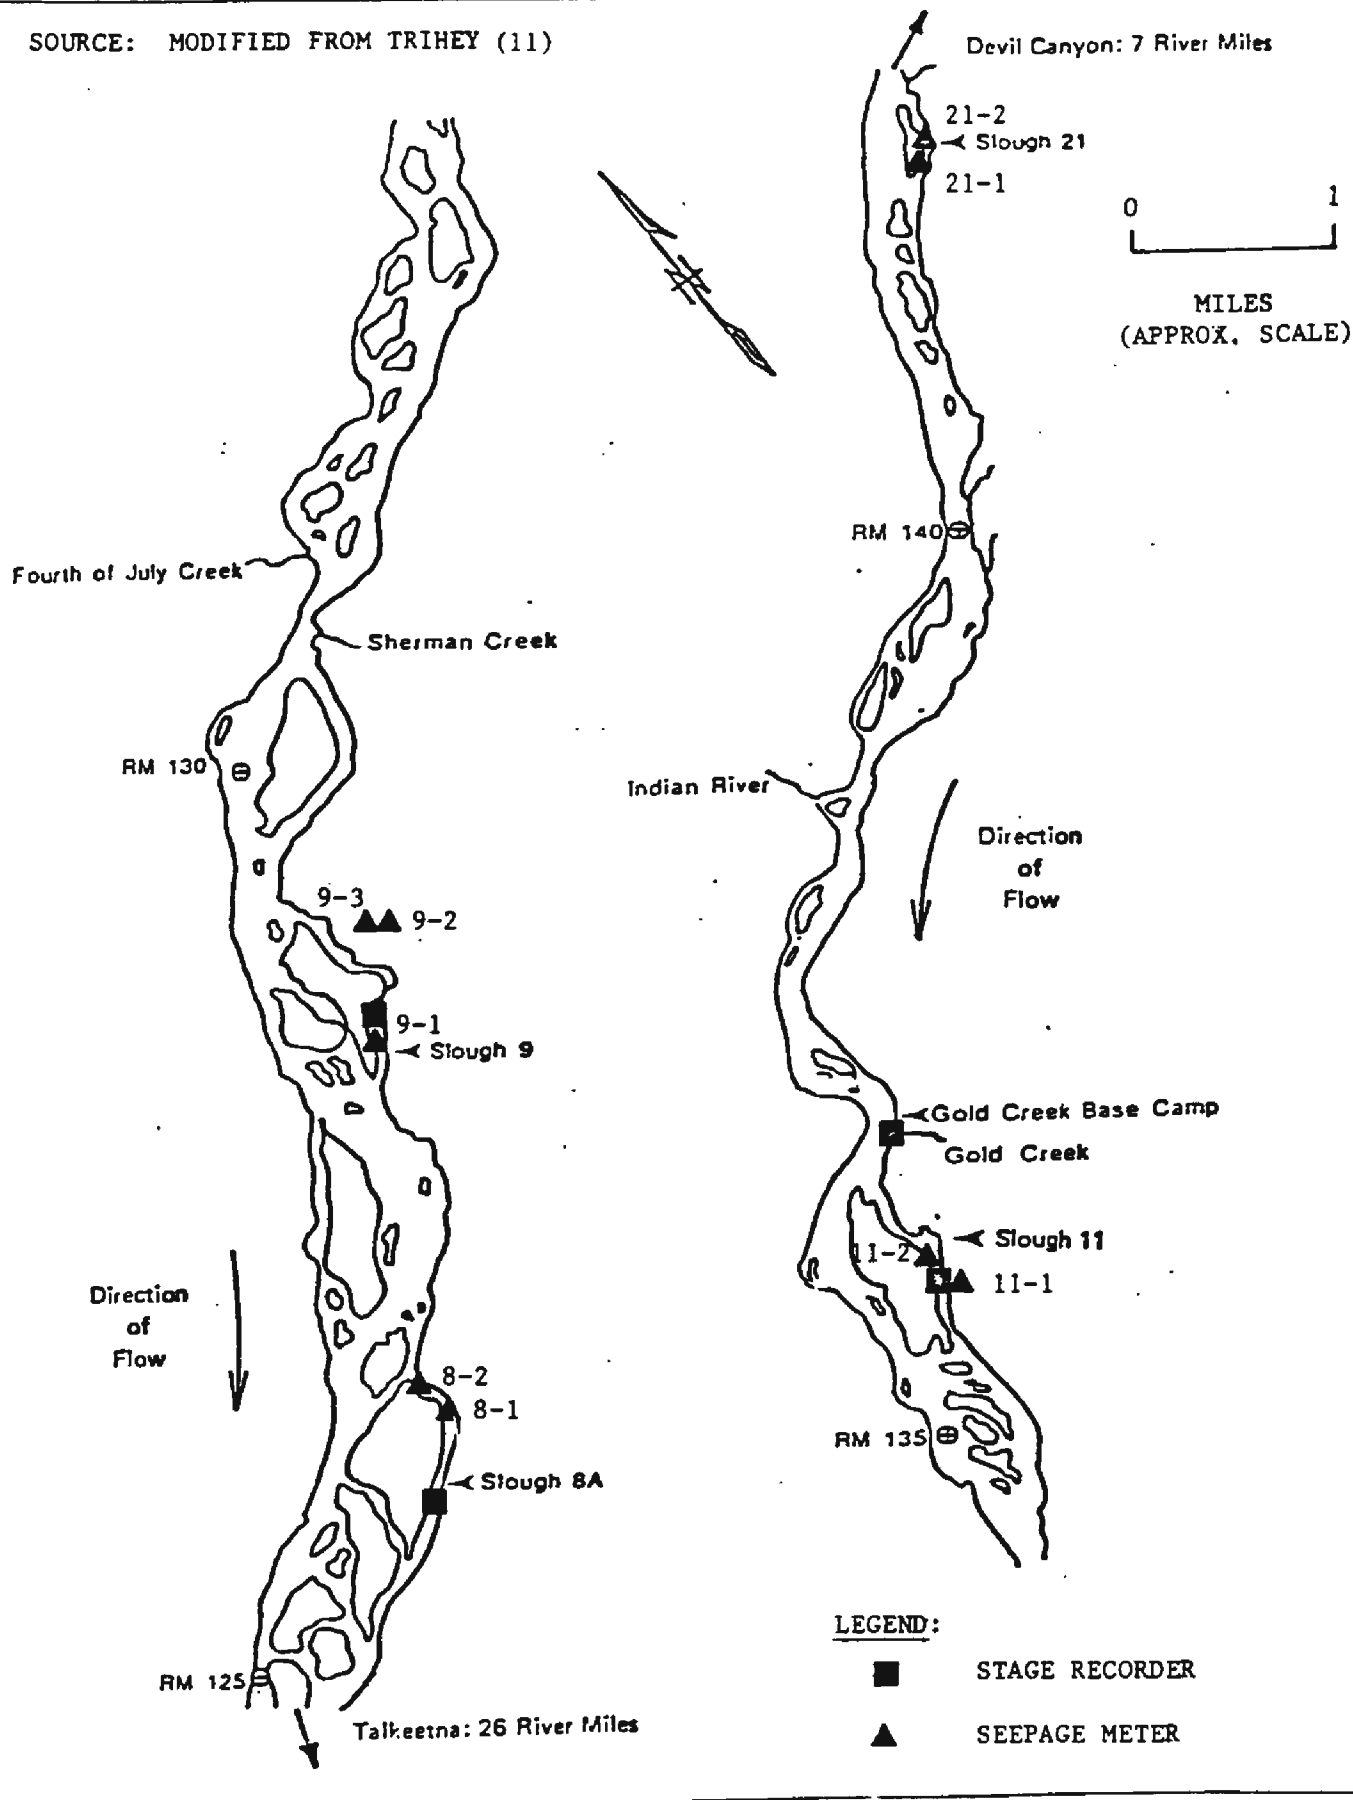 SOURCE: MODIFIED FROM TRIHEY (11)
Devil Canyon: 7 River Miles
21-2
Slough 21
21-1
0 1
MILES
(APPROX. SCALE)
RM 140
Fourth of July Creek
Sherman Creek
RM 130
Indian River
Direction
of
Flow
9-3
9-2
9-1
Slough 9
Gold Creek Base Camp
Gold Creek
Slough 11
11-2
11-1
Direction
of
Flow
8-2
8-1
RM 135
Slough 8A
LEGEND:
STAGE RECORDER
SEEPAGE METER
RM 125
Talkeetna: 26 River Miles